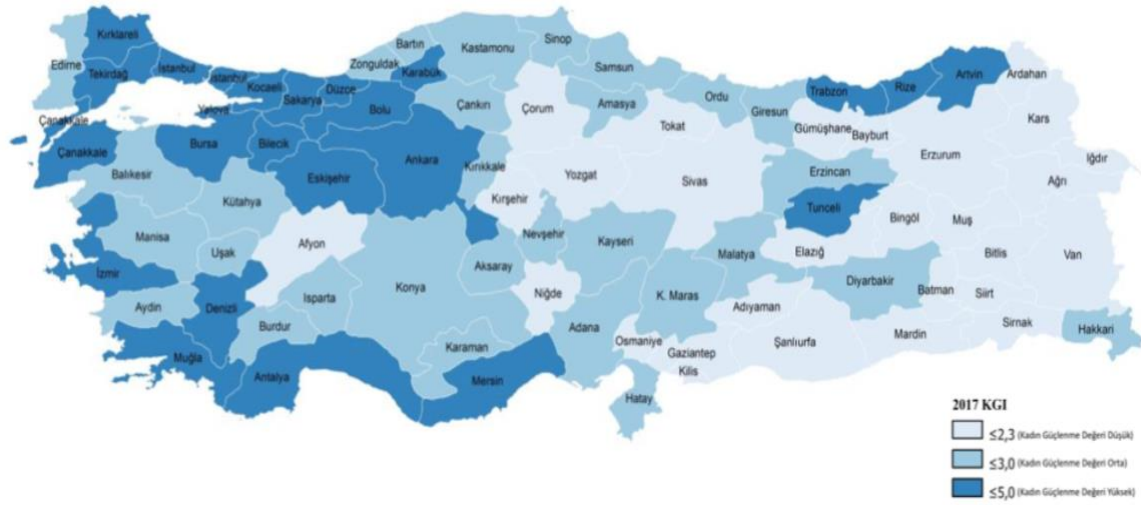 Kırklareli
Edirne
Tekirdağ
İstanbul
İstanbul
Kocaeli
Yalova
Sakarya
Düzce
Bolu
Zonguldak
Bartın
Karabük
Kastamonu
Sinop
Çankırı
Samsun
Amasya
Çorum
Ordu
Giresun
Tokat
Trabzon
Rize
Artvin
Ardahan
Kars
Gümüşhane
Bayburt
Erzurum
Iğdır
Ağrı
Çanakkale
Çanakkale
Bursa
Bilecik
Balıkesir
Eskişehir
Ankara
Kırıkkale
Kırşehir
Yozgat
Sivas
Erzincan
Tunceli
Bingöl
Muş
Kütahya
Manisa
Uşak
Afyon
İzmir
Aydin
Denizli
Isparta
Burdur
Konya
Aksaray
Nevşehir
Kayseri
Niğde
Malatya
Elazığ
Bitlis
Van
Diyarbakir
Batman
Siirt
K. Maras
Adıyaman
Adana
Osmaniye
Gaziantep
Kilis
Şanlıurfa
Mardin
Sirnak
Hakkari
Karaman
Mersin
Muğla
Antalya
Hatay
2017 KGI
≤2,3 (Kadın Güçlenme Değeri Düşük)
≤3,0 (Kadın Güçlenme Değeri Orta)
≤5,0 (Kadın Güçlenme Değeri Yüksek)